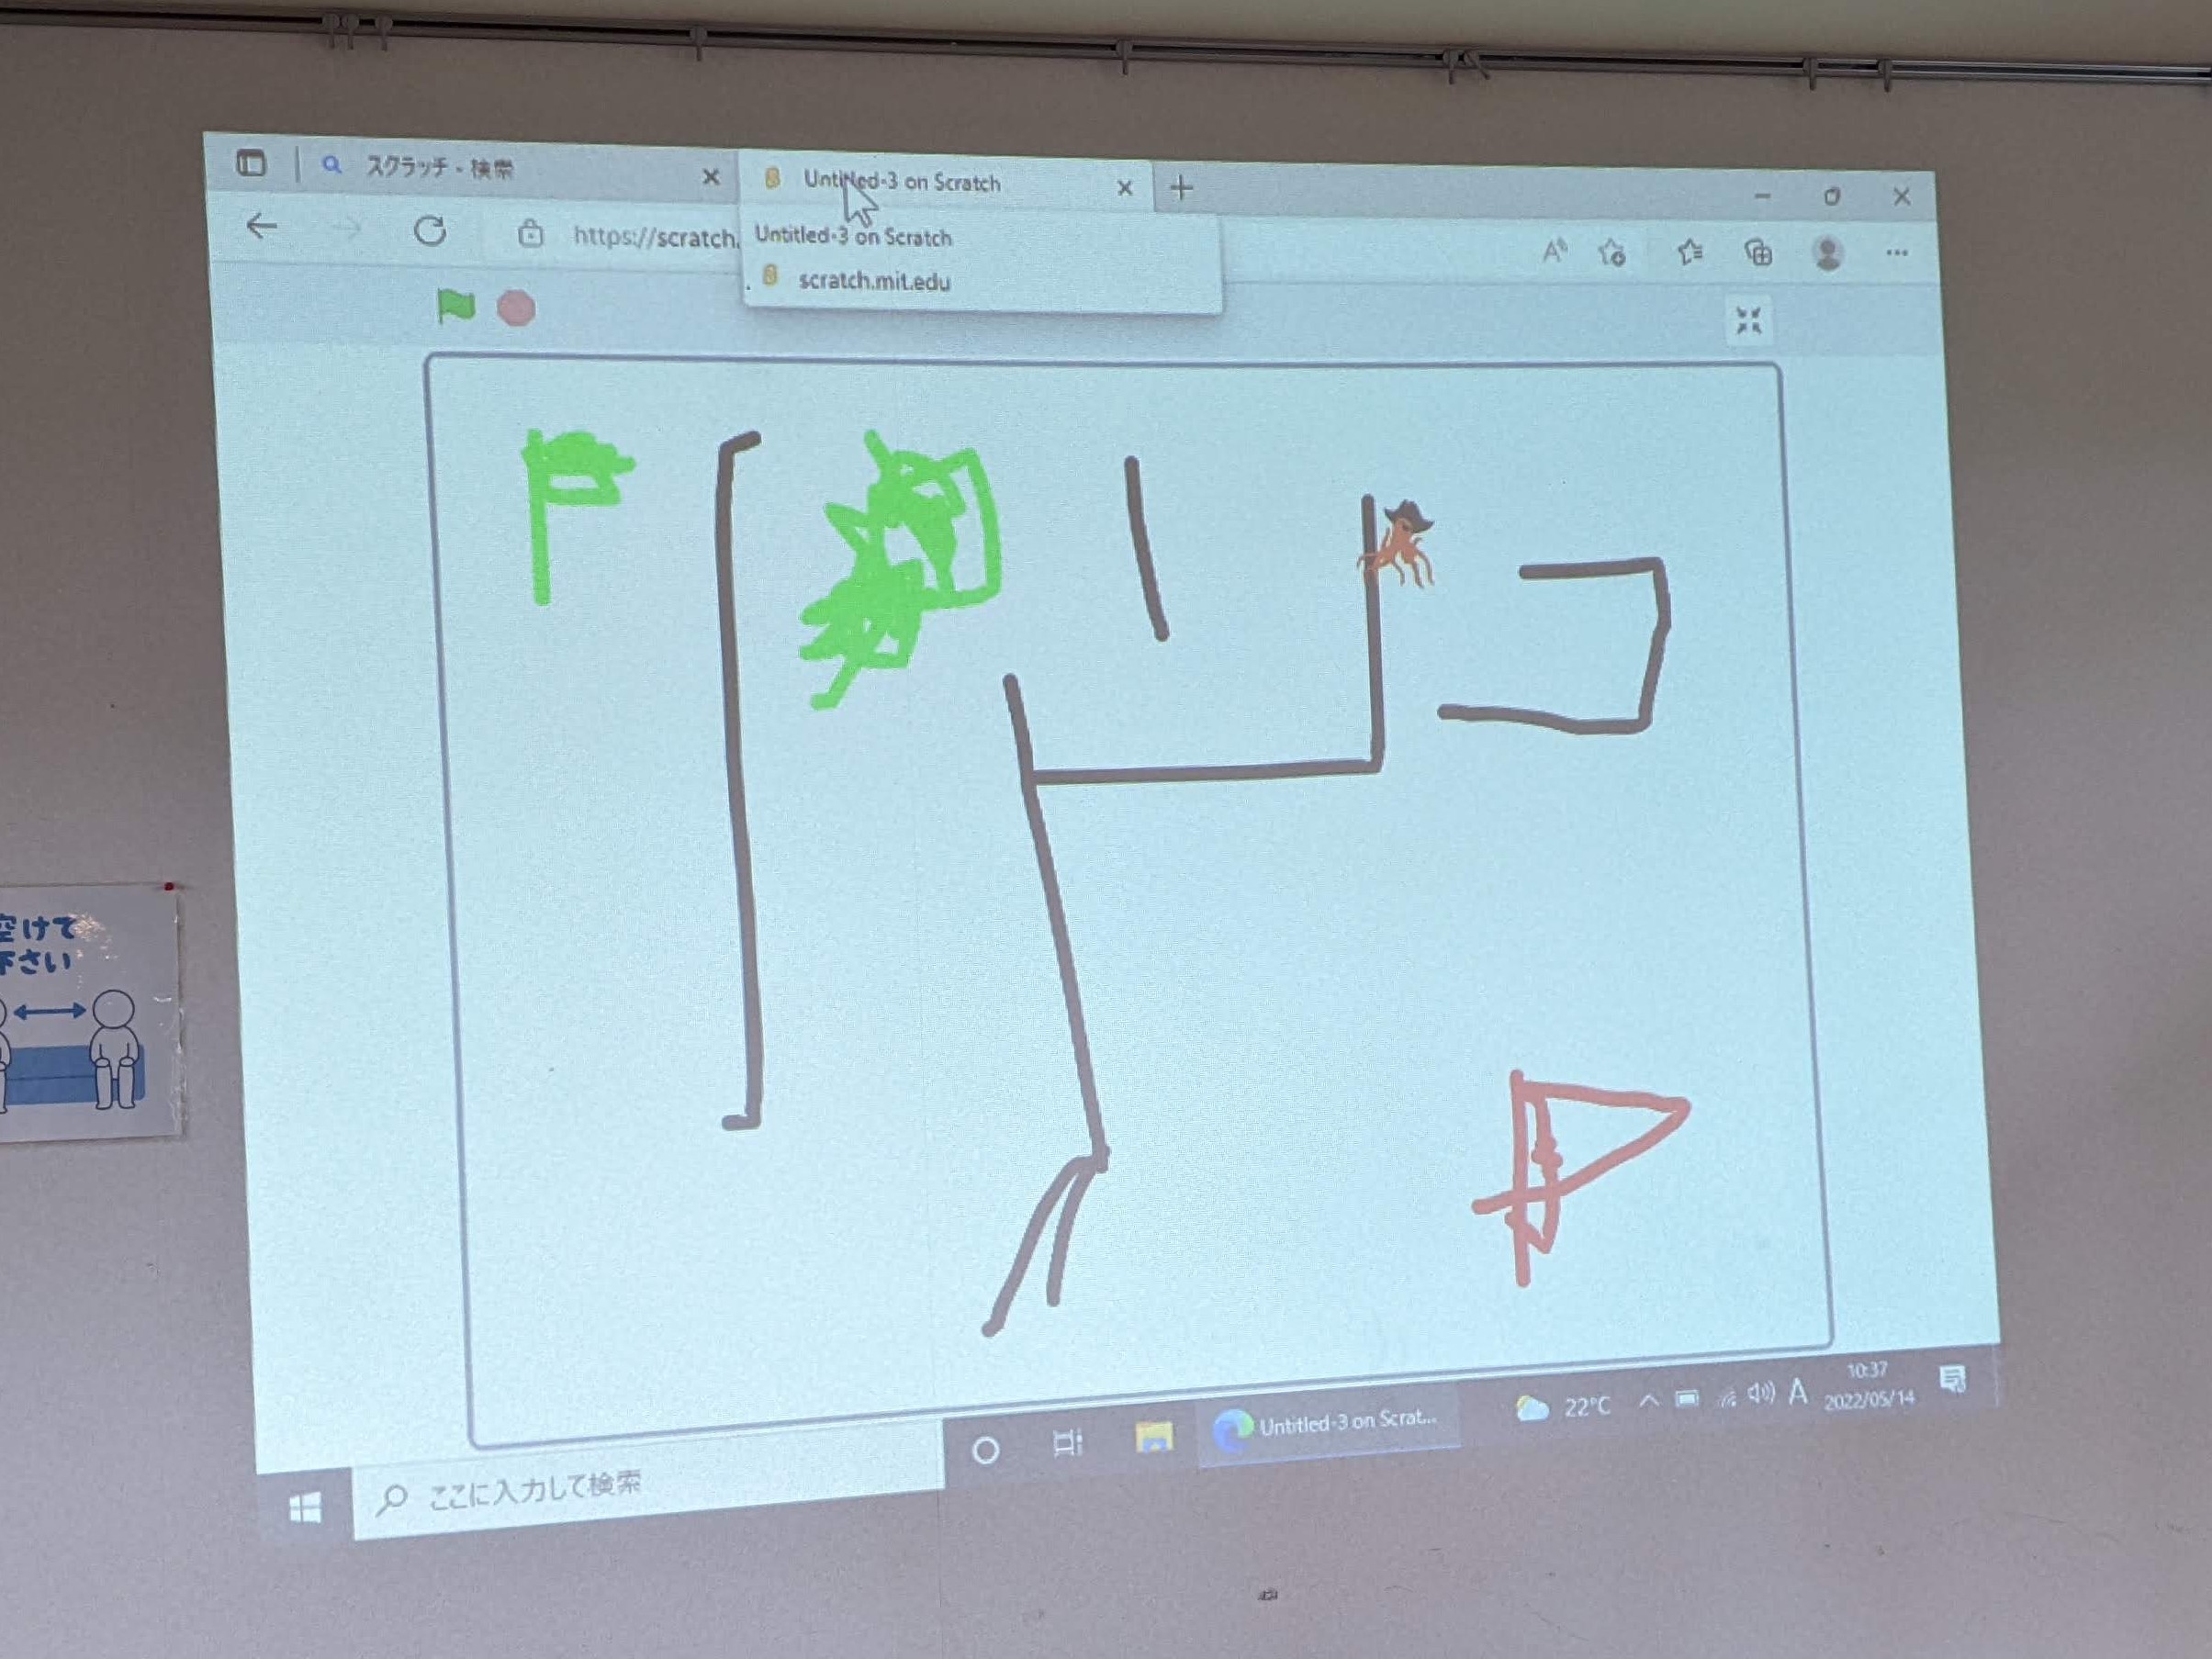 スクラッチ - 検索
Untitled-3 on Scratch
https://scratch.
Untitled-3 on Scratch
scratch.mit.edu
空けて
下さい
ここに入力して検索
Untitled-3 on Scrat...
22°C
A
10:37
2022/05/14